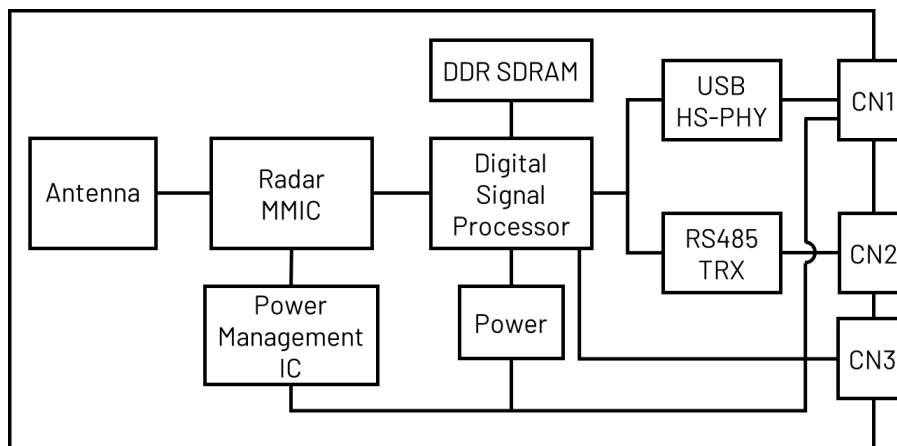 DDR SDRAM
USB
HS-PHY
CN1
Antenna
Radar
MMIC
Digital
Signal
Processor
RS485
TRX
CN2
Power
Management
IC
Power
CN3